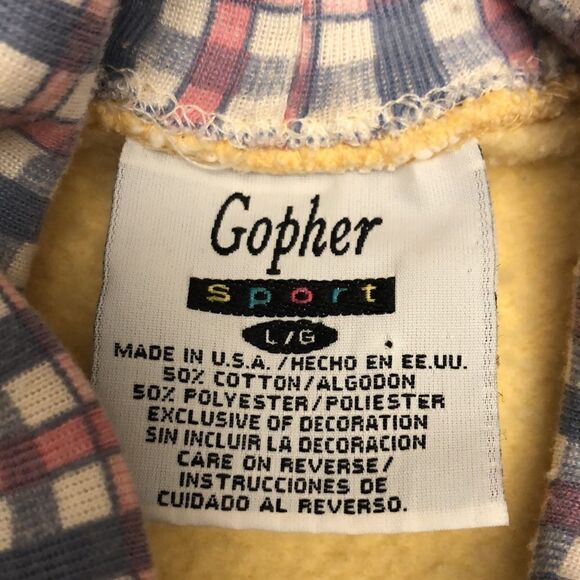 Gopher
sport
L/G
MADE IN U.S.A. /HECHO EN EE.UU.
50% COTTON/ALGODON
50% POLYESTER/POLIESTER
EXCLUSIVE OF DECORATION
SIN INCLUIR LA DECORACION
CARE ON REVERSE/
INSTRUCCIONES DE
CUIDADO AL REVERSO.